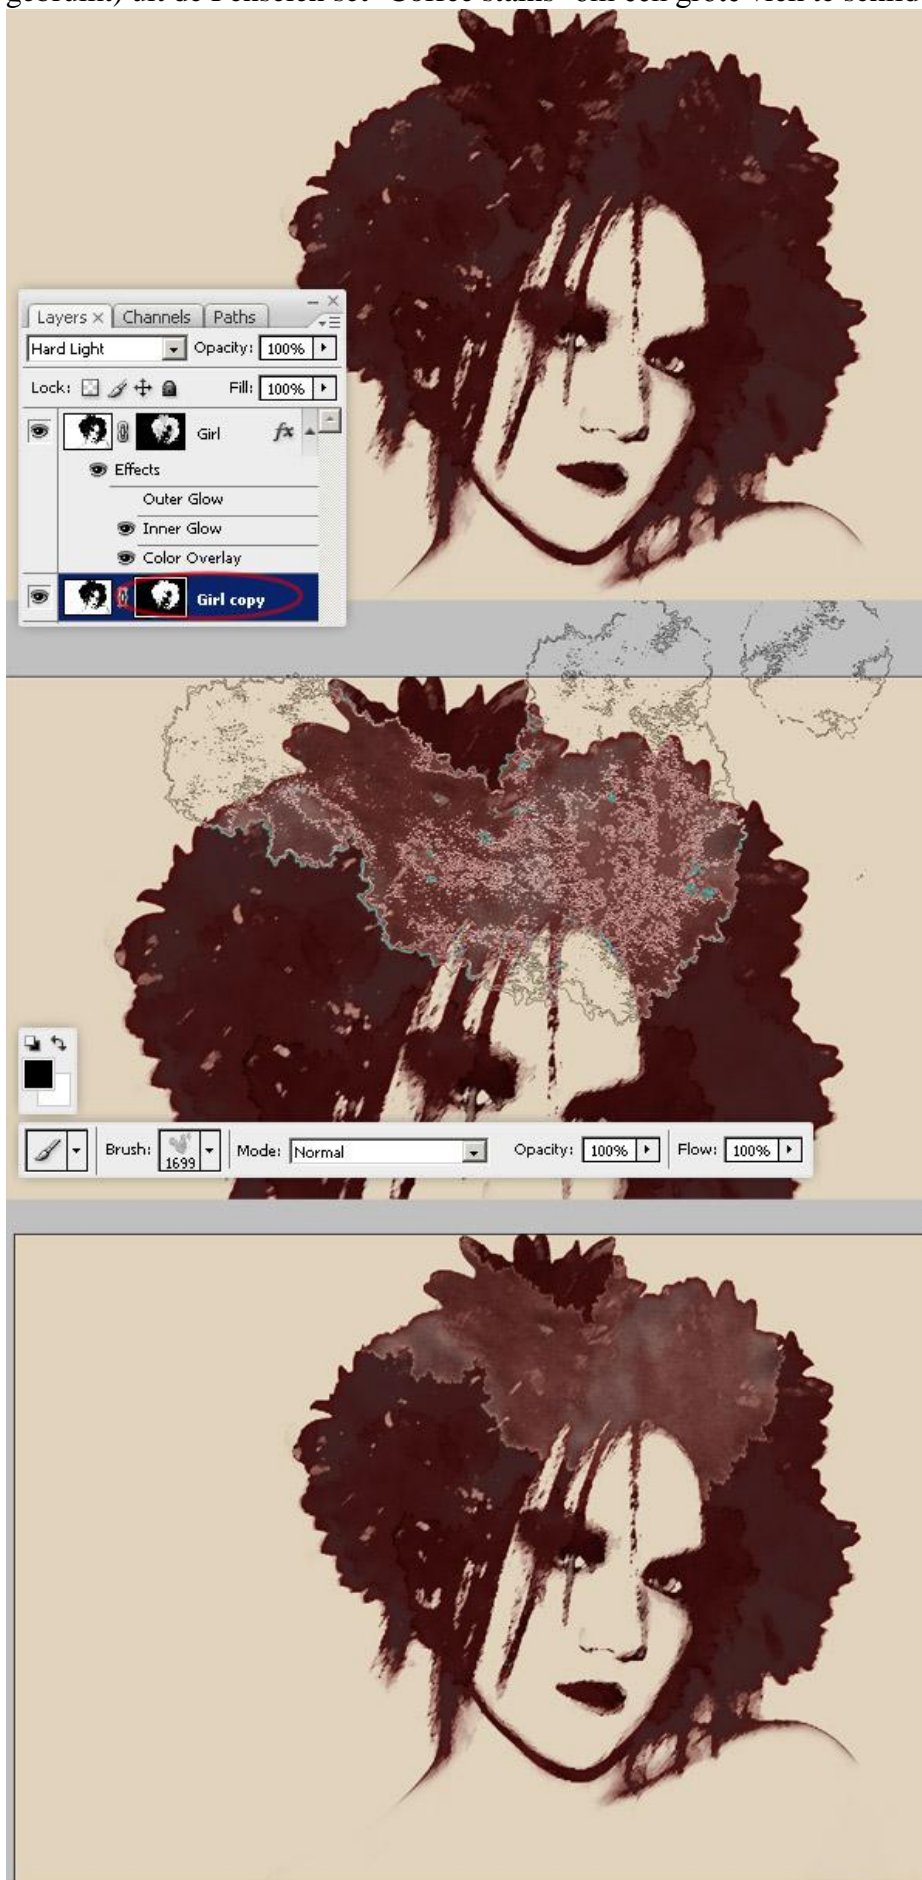 Layers × Channels Paths
Hard Light Opacity: 100%
Lock: Fill: 100%
Girl fx
Effects
Outer Glow
Inner Glow
Color Overlay
Girl copy
Brush: 1699 Mode: Normal Opacity: 100% Flow: 100%